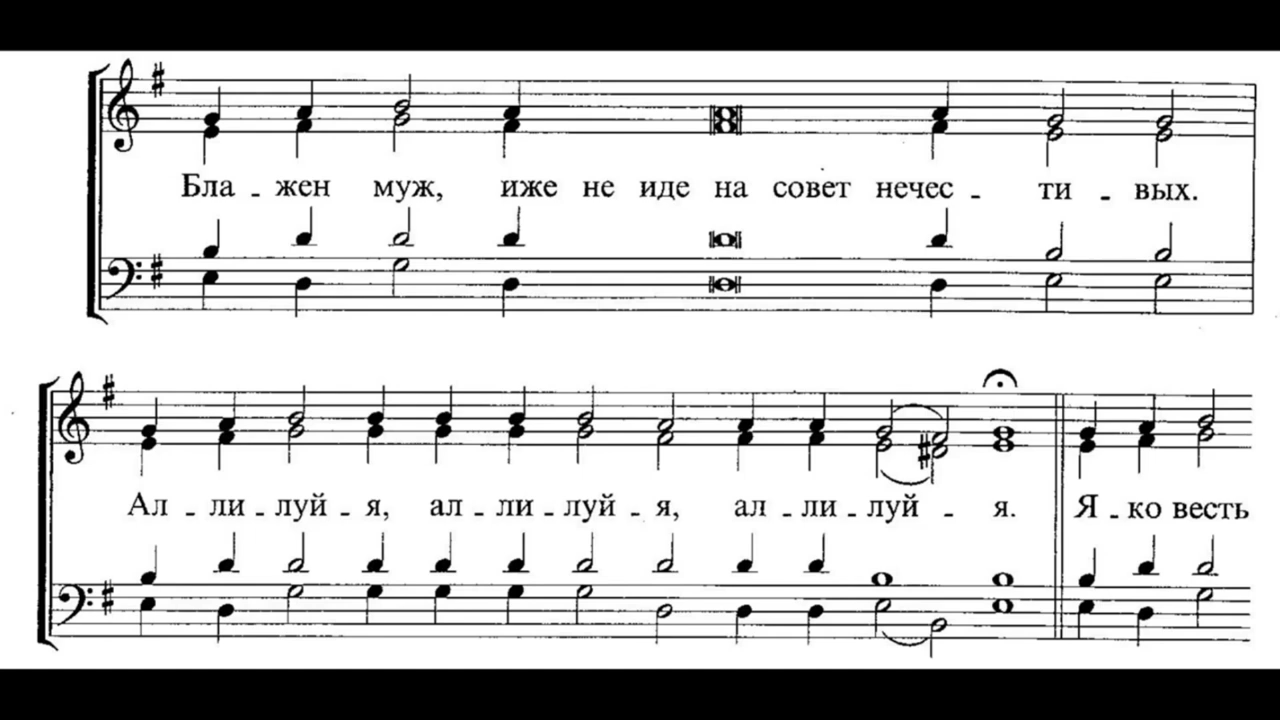 Бла - жен муж, иже не иде на совет нечес - ти - вых.
Ал - ли - луй - я, ал - ли - луй - я, ал - ли - луй - я. Я - ко весть